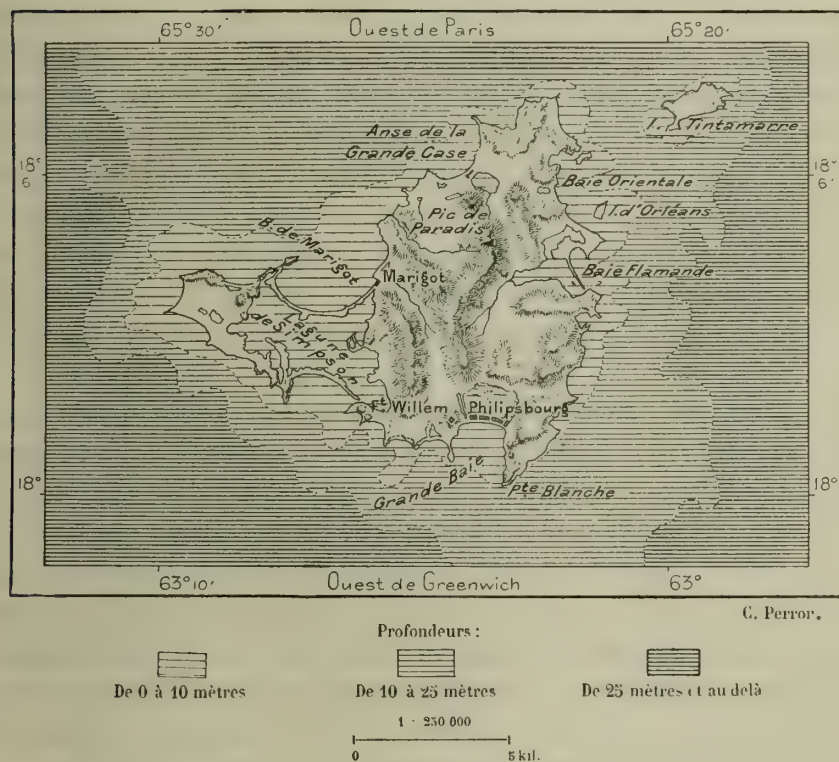 65°30'
Ouest de Paris
65°20'
Anse de la
Grande Case
I. Tintamarre
18°
6'
18°
6'
Baie Orientale
Pic de
Paradis
I. d'Orléans
B. de Marigot
Marigot
Baie Flamande
Lagune
de Simpson
Ft. Willem
Philipsbourg
18°
18°
Grande Baie
Pte Blanche
63°10'
Ouest de Greenwich
63°
C. Perror.
Profondeurs :
De 0 à 10 mètres
De 10 à 25 mètres
De 25 mètres et au delà
1 : 250 000
0
5 kil.